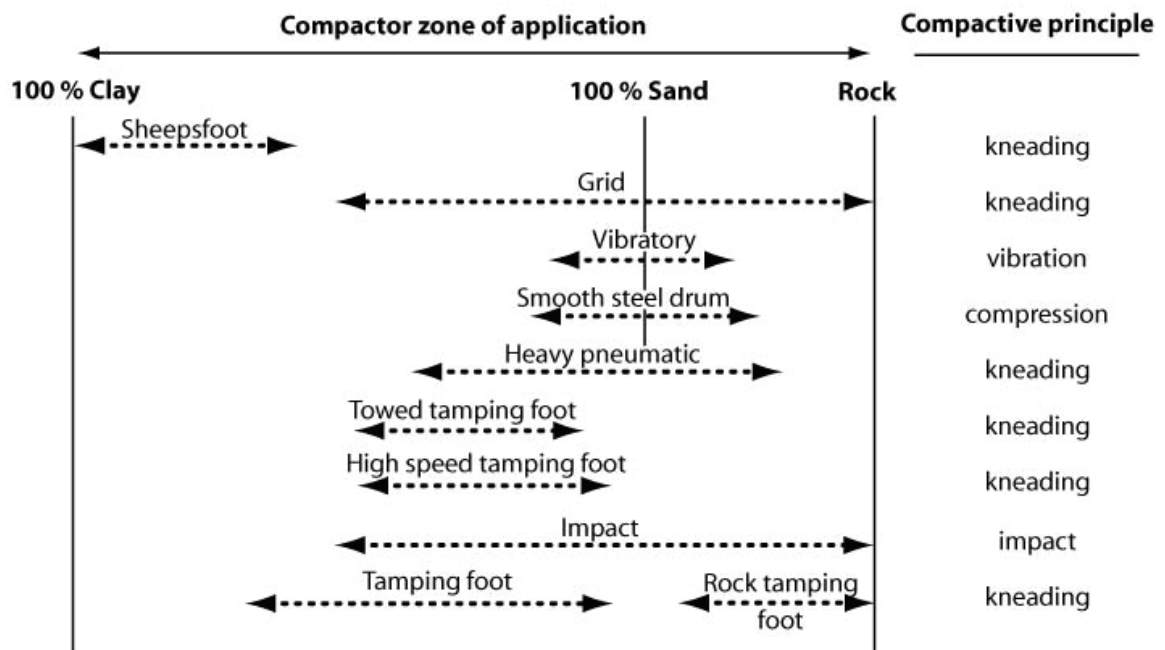 Compactor zone of application
Compactive principle
100 % Clay
100 % Sand
Rock
Sheepsfoot
kneading
Grid
kneading
Vibratory
vibration
Smooth steel drum
compression
Heavy pneumatic
kneading
Towed tamping foot
kneading
High speed tamping foot
kneading
Impact
impact
Tamping foot
Rock tamping
foot
kneading